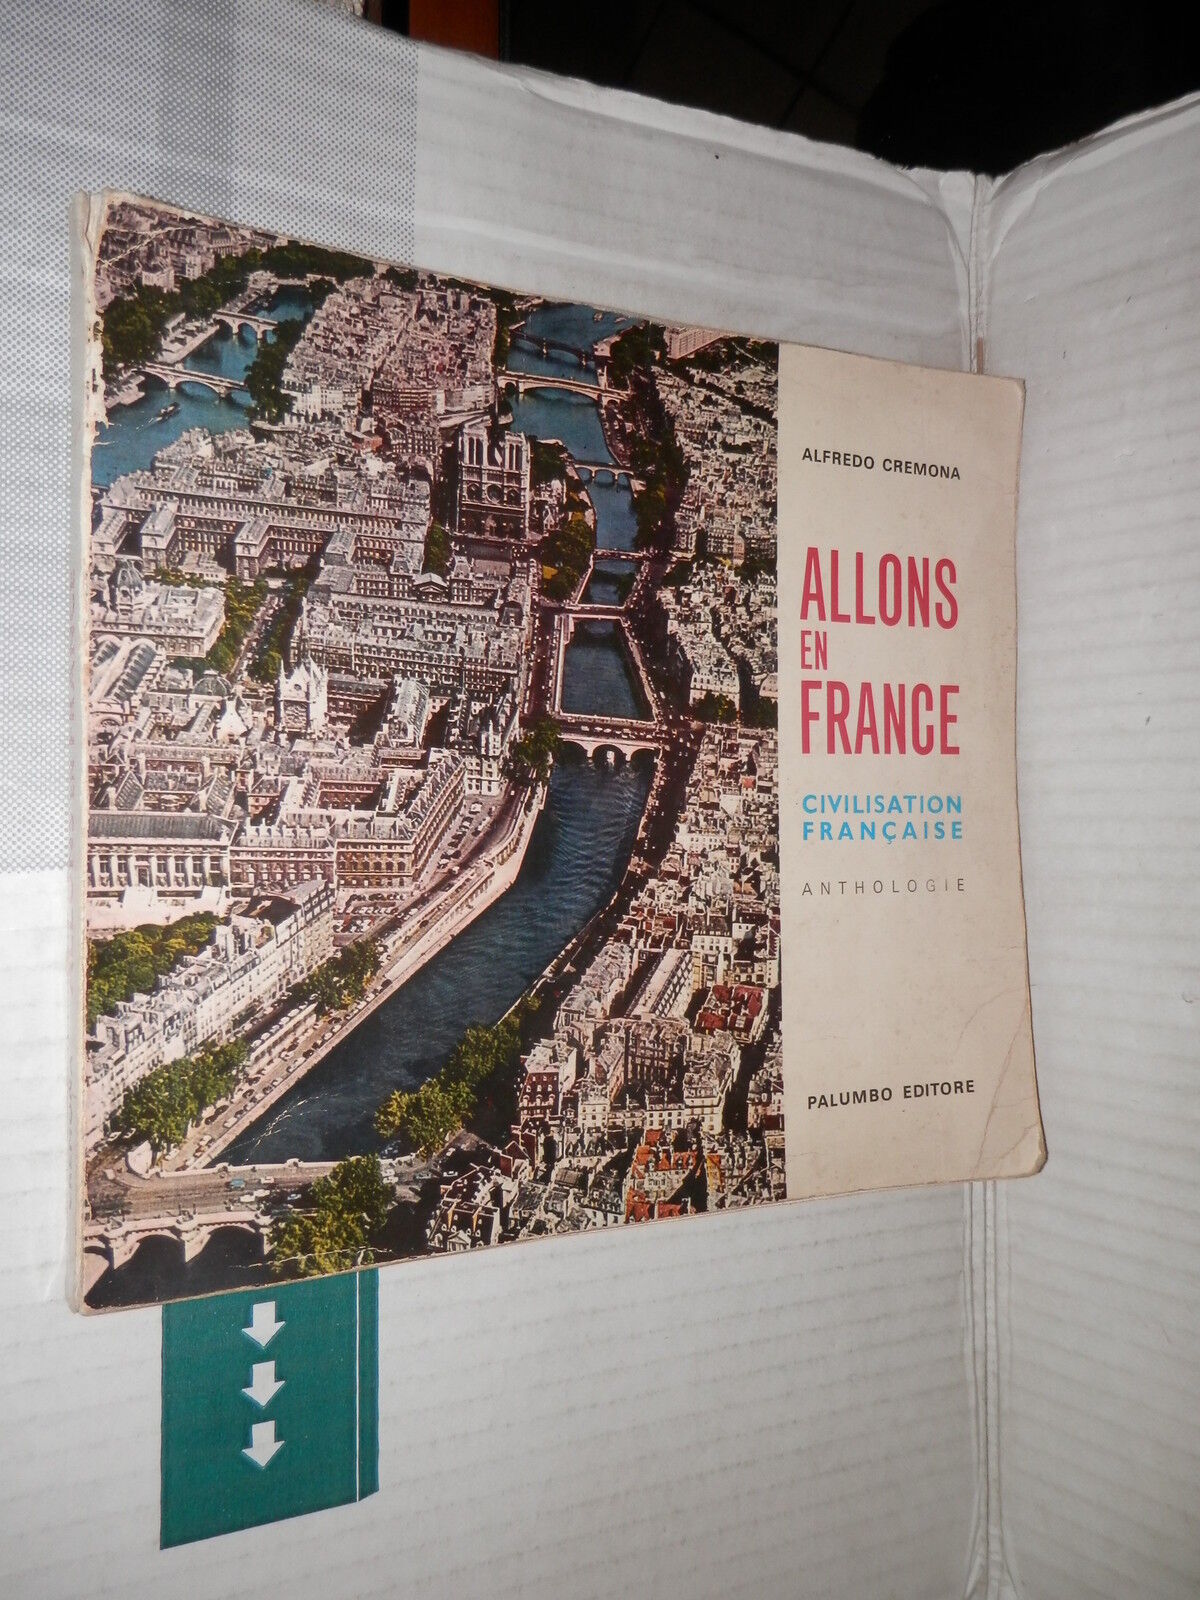 ALFREDO CREMONA
ALLONS
EN
FRANCE
CIVILISATION
FRANÇAISE
ANTHOLOGIE
PALUMBO EDITORE